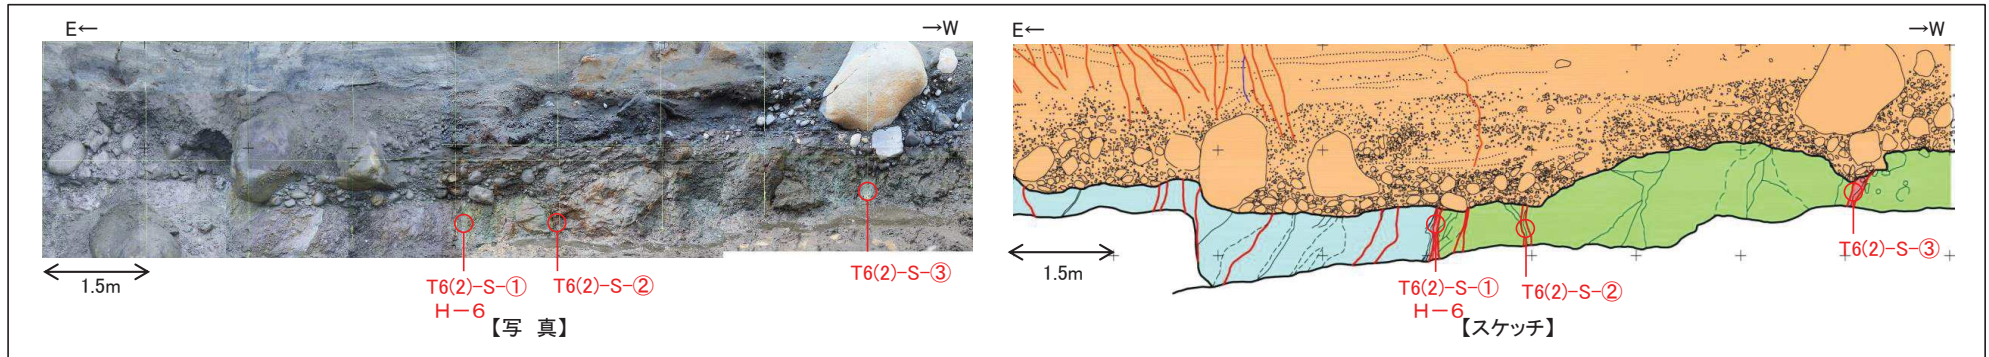 E←
→W
T6(2)-S-①
H-6
T6(2)-S-②
T6(2)-S-③
1.5m
【写 真】
E←
→W
T6(2)-S-①
H-6
T6(2)-S-②
T6(2)-S-③
1.5m
【スケッチ】